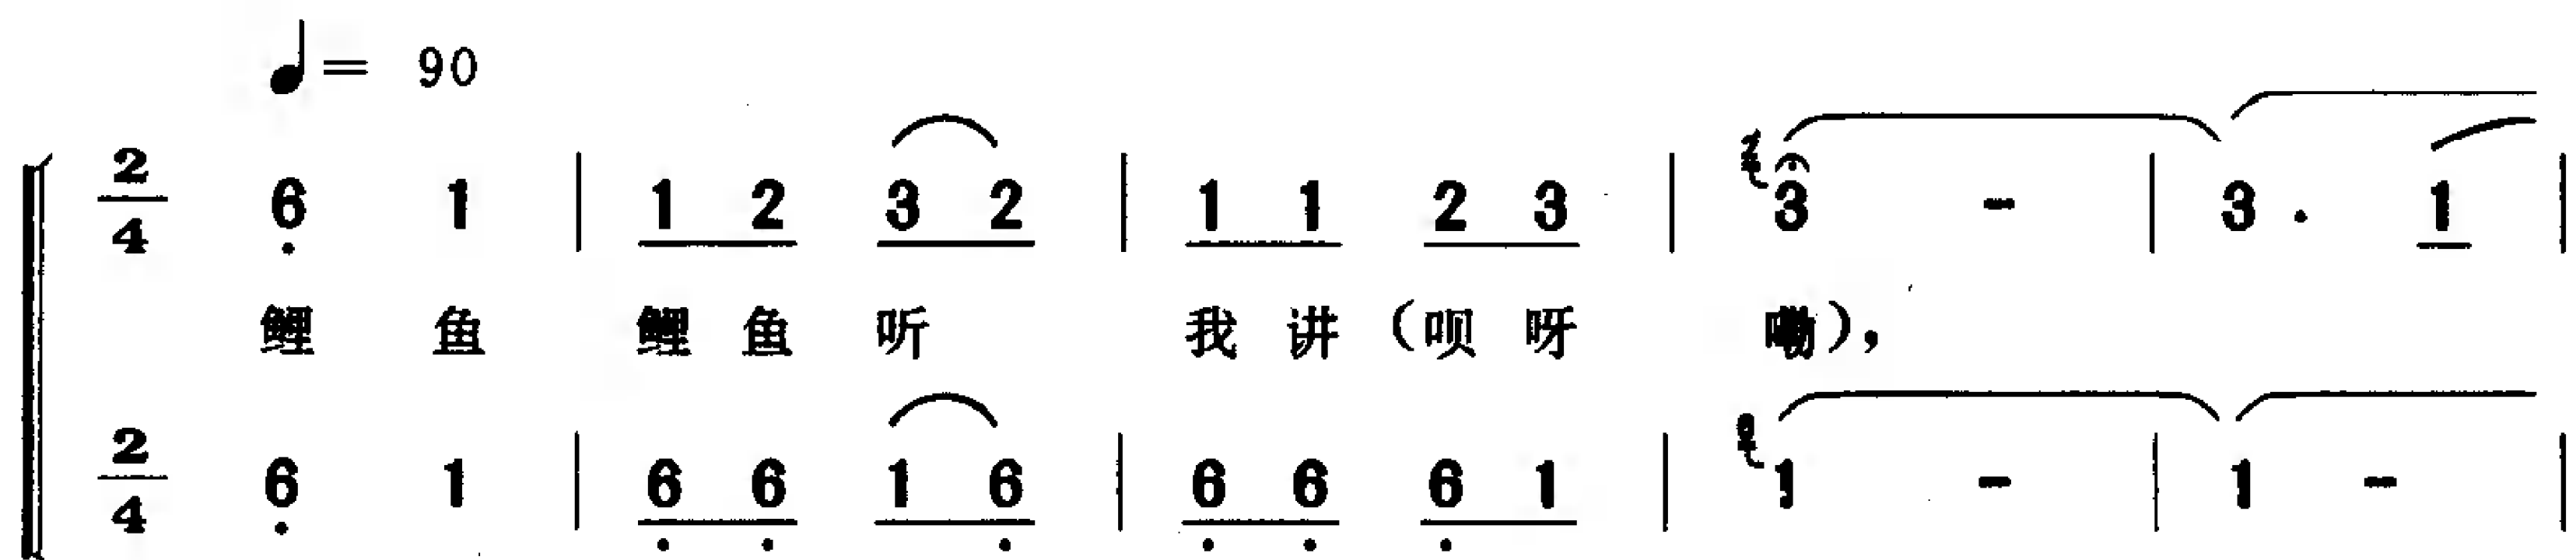 ♩= 90
2/4 6̣ 1 | 1 2 3 2 | 1 1 2 3 | 3 - | 3 . 1 |
鲤 鱼 鲤 鱼 听 我 讲 (呗 呀 嘞),
2/4 6̣ 1 | 6̣ 6̣ 1 6̣ | 6̣ 6̣ 6̣ 1 | 1 - | 1 - |